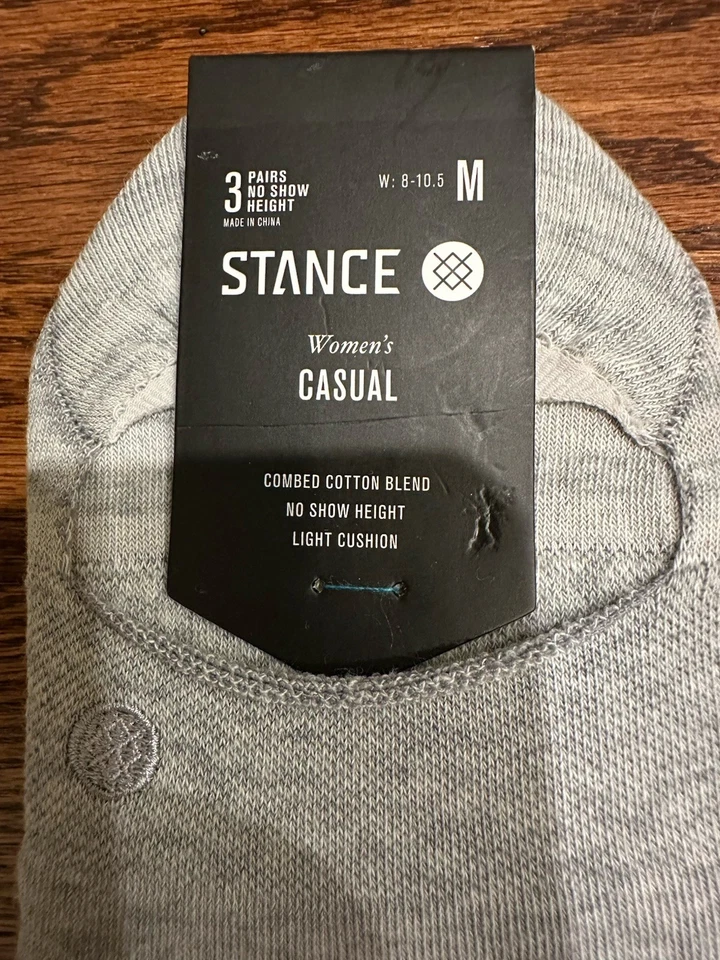 3 PAIRS
NO SHOW
HEIGHT
MADE IN CHINA
W: 8-10.5 M
STANCE
Women's
CASUAL
COMBED COTTON BLEND
NO SHOW HEIGHT
LIGHT CUSHION